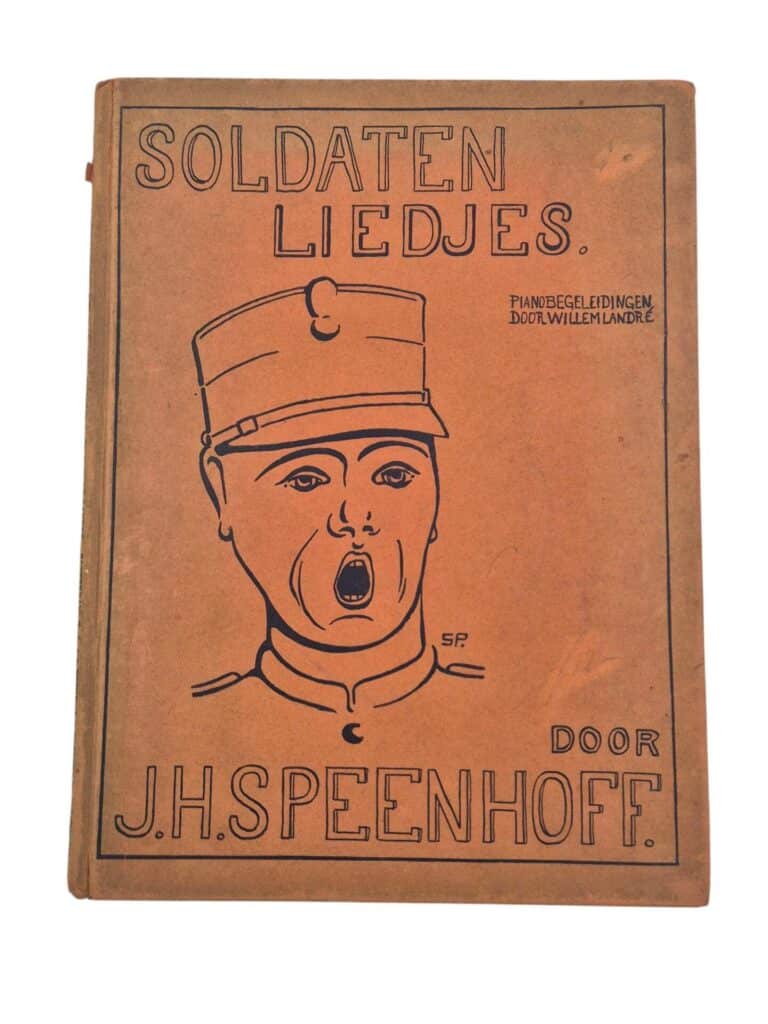 SOLDATEN
LIEDJES.
PIANOBEGELEIDINGEN
DOOR WILLEM LANDRÉ
SP.
DOOR
J.H.SPEENHOFF.